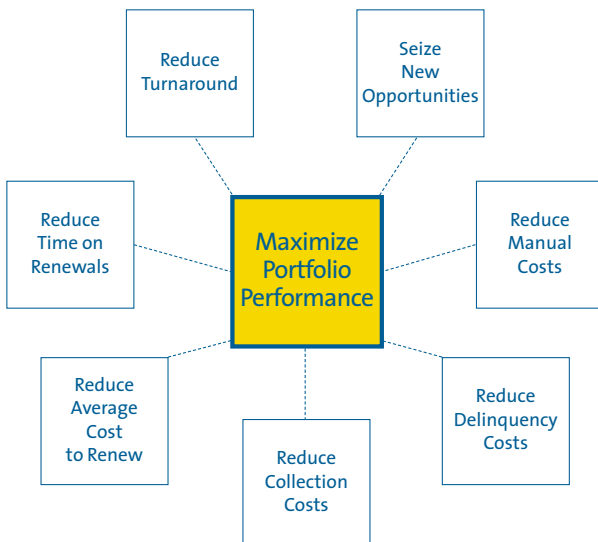 Reduce
Turnaround
Seize
New
Opportunities
Reduce
Time on
Renewals
Maximize
Portfolio
Performance
Reduce
Manual
Costs
Reduce
Average
Cost
to Renew
Reduce
Collection
Costs
Reduce
Delinquency
Costs